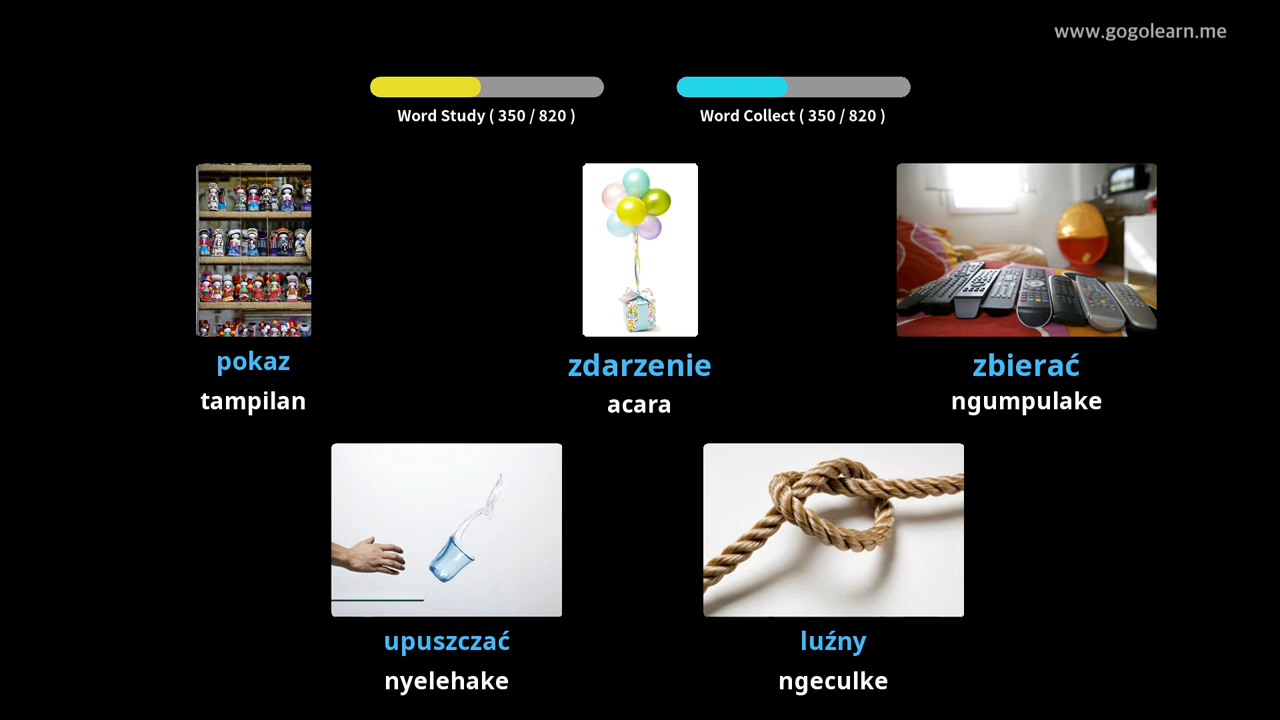 www.gogolearn.me
Word Study ( 350 / 820 )
Word Collect ( 350 / 820 )
pokaz
tampilan
zdarzenie
acara
zbierać
ngumpulake
upuszczać
nyelehake
luźny
ngeculke